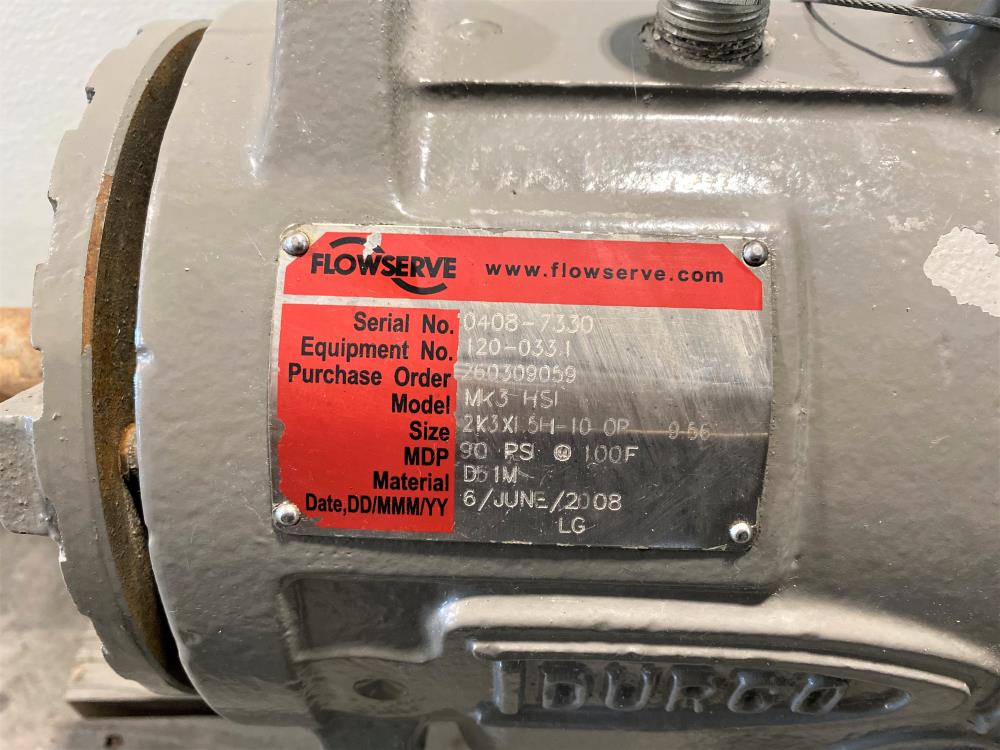 FLOWSERVE www.flowserve.com
Serial No. 0408-7330
Equipment No. 120-033.1
Purchase Order 260309059
Model MK3 HSI
Size 2K3X1.5H-10 OP 9.56
MDP 90 PSI @ 100F
Material D51M
Date,DD/MMM/YY 6/JUNE/2008
LG
DURCO